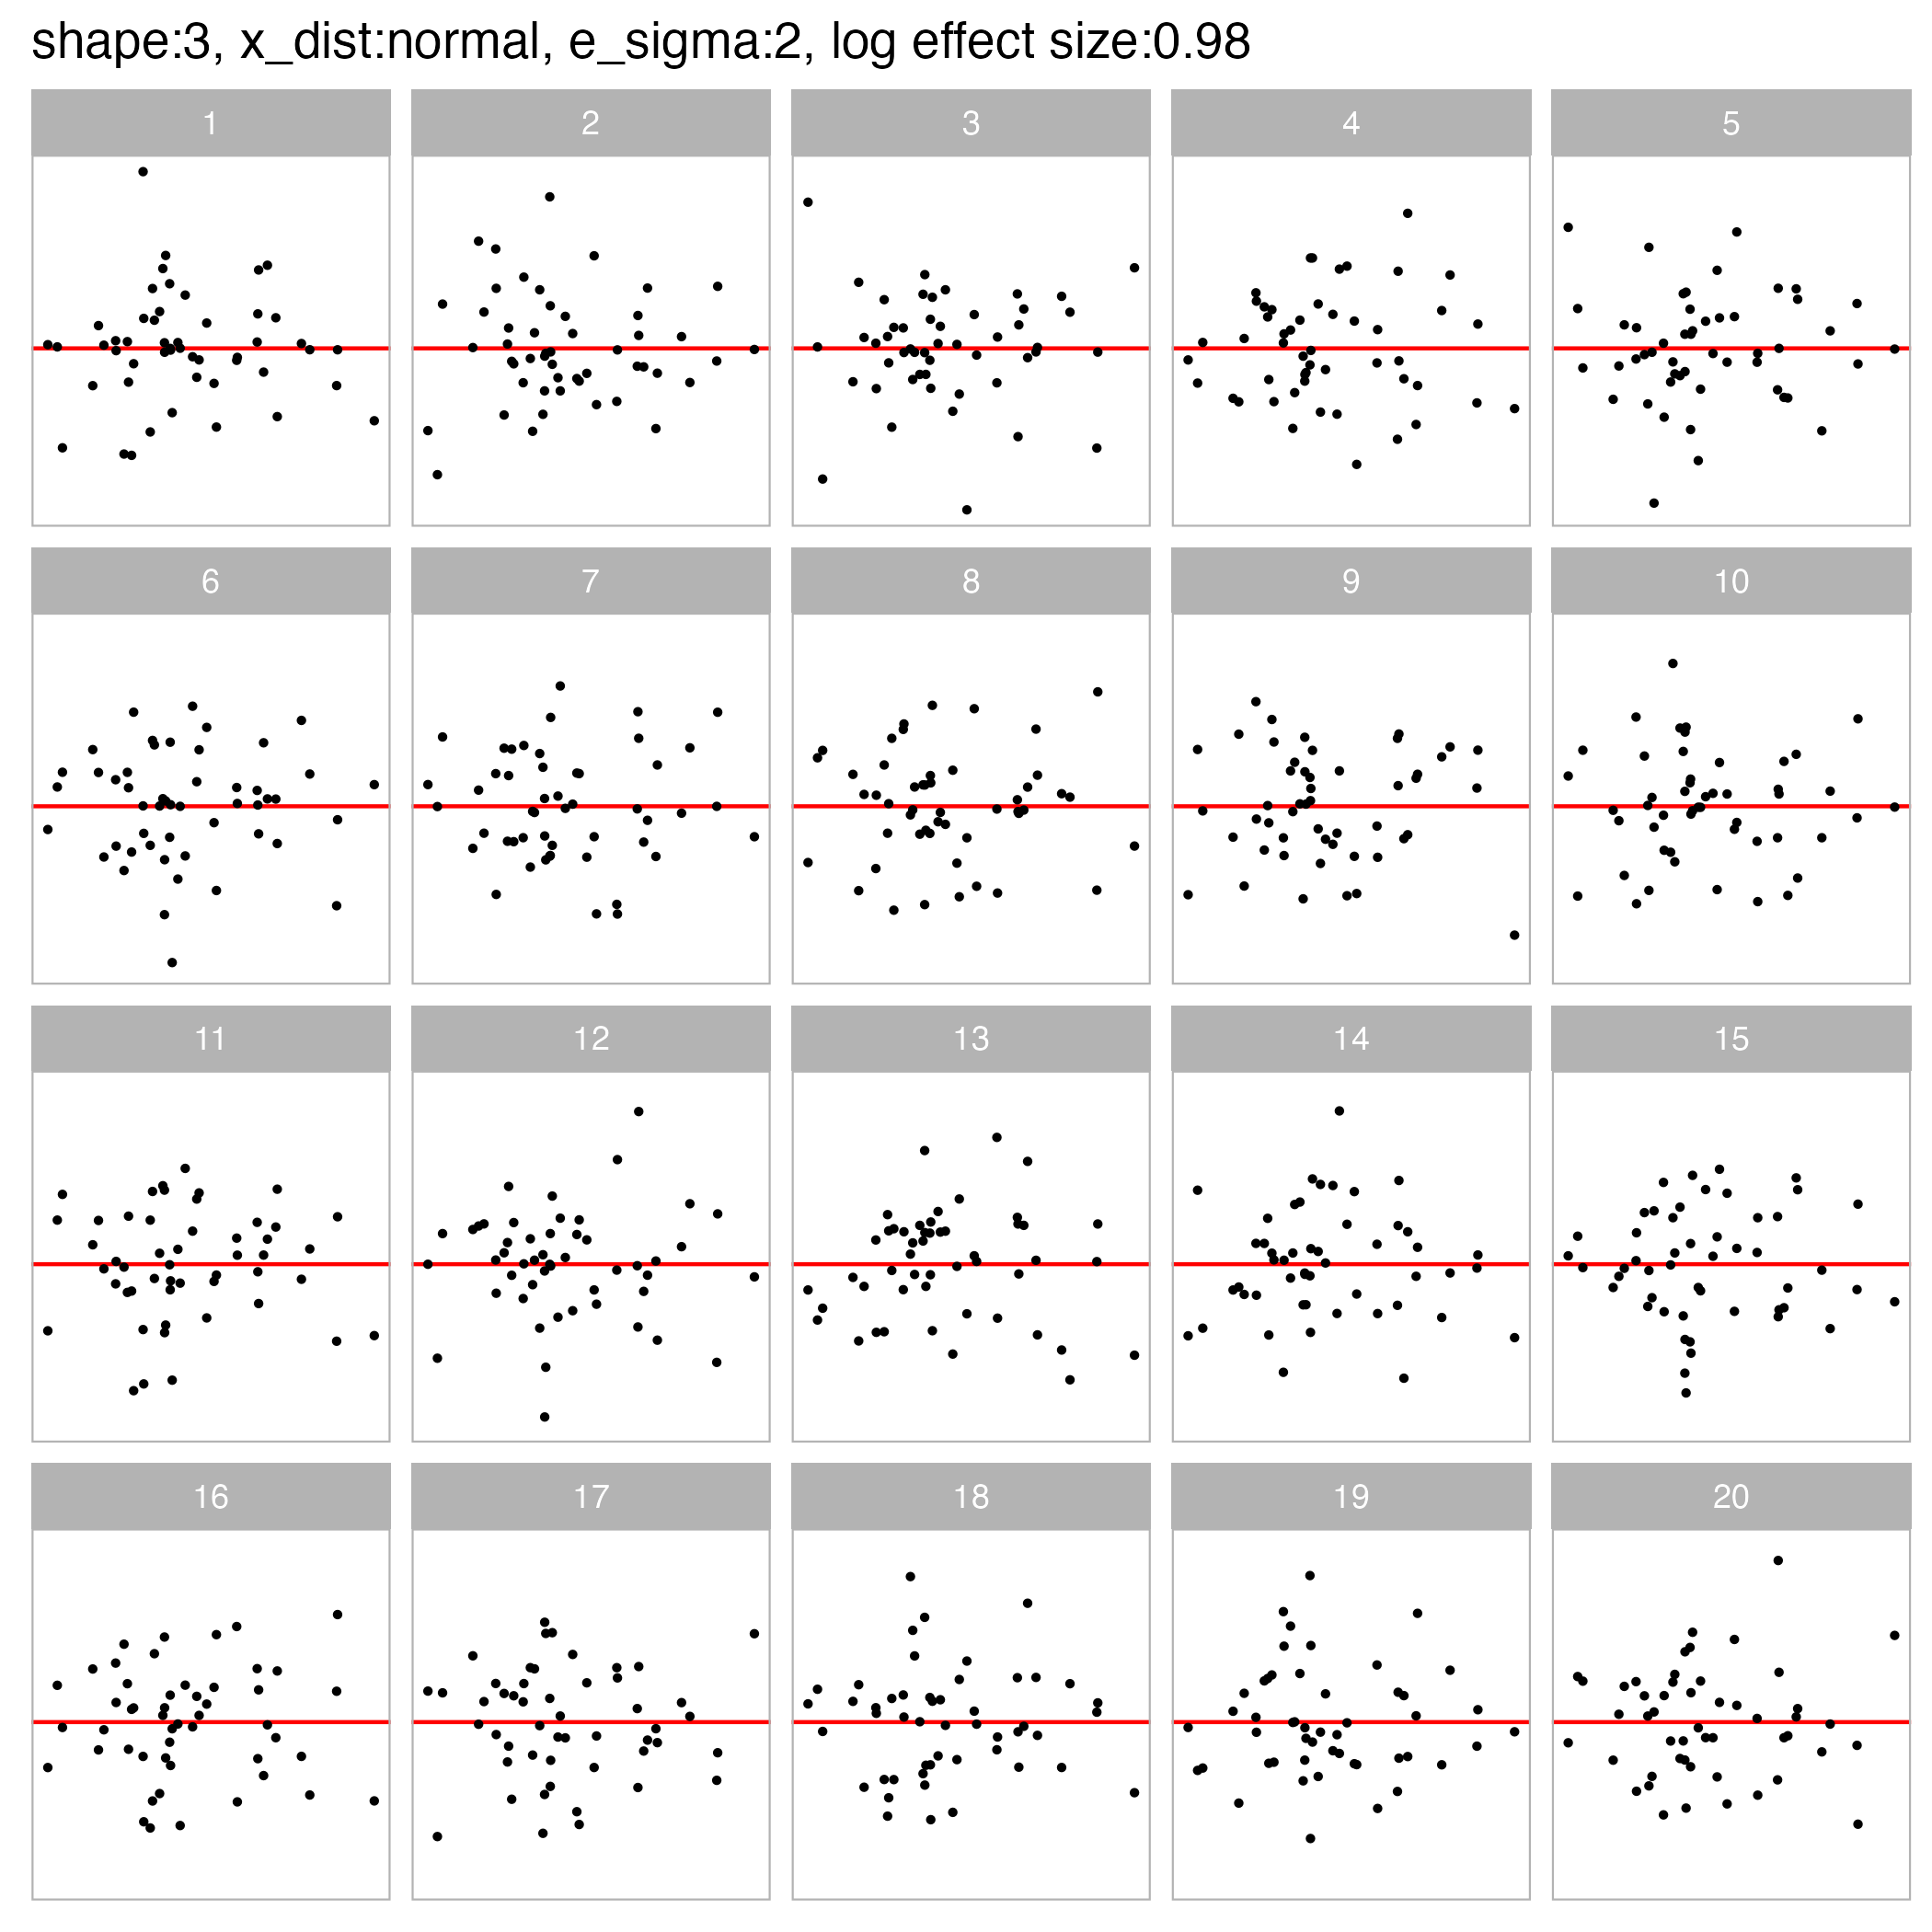 shape:3, x_dist:normal, e_sigma:2, log effect size:0.98
1 2 3 4 5
6 7 8 9 10
11 12 13 14 15
16 17 18 19 20